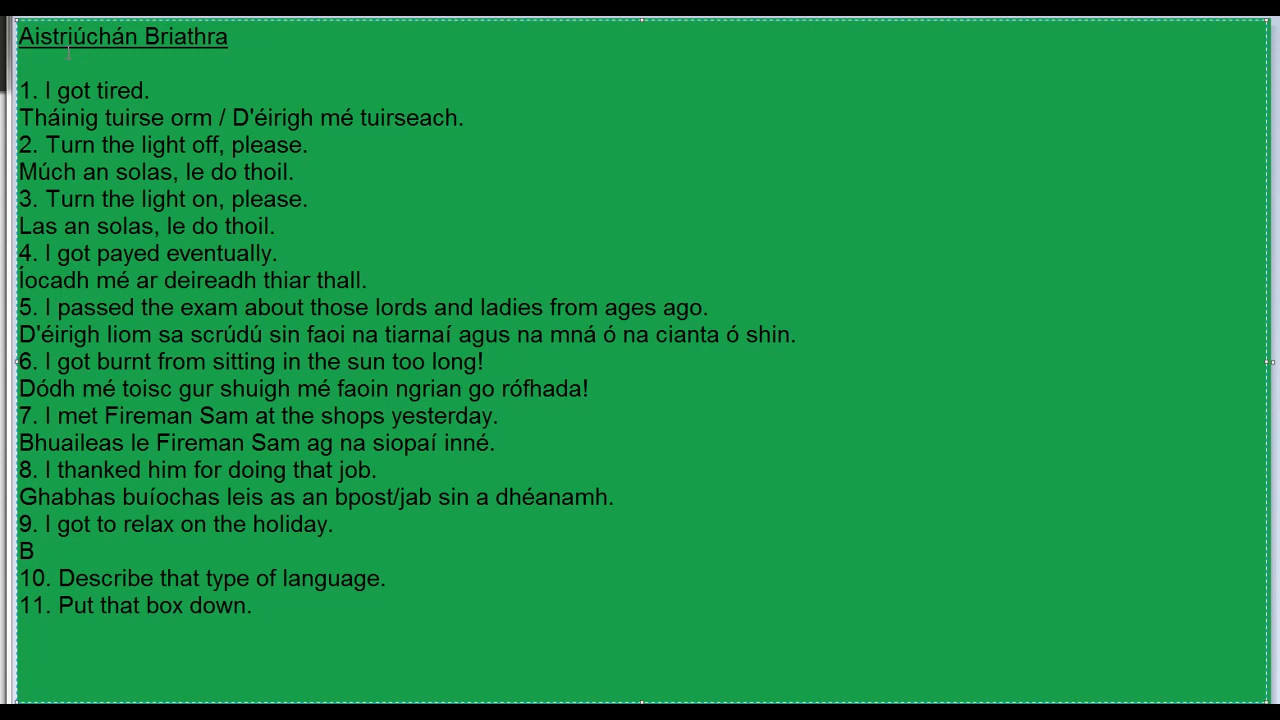 Aistriúchán Briathra
1. I got tired.
Tháinig tuirse orm / D'éirigh mé tuirseach.
2. Turn the light off, please.
Múch an solas, le do thoil.
3. Turn the light on, please.
Las an solas, le do thoil.
4. I got payed eventually.
Íocadh mé ar deireadh thiar thall.
5. I passed the exam about those lords and ladies from ages ago.
D'éirigh liom sa scrúdú sin faoi na tiarnaí agus na mná ó na cianta ó shin.
6. I got burnt from sitting in the sun too long!
Dódh mé toisc gur shuigh mé faoin ngrian go rófhada!
7. I met Fireman Sam at the shops yesterday.
Bhuaileas le Fireman Sam ag na siopaí inné.
8. I thanked him for doing that job.
Ghabhas buíochas leis as an bpost/jab sin a dhéanamh.
9. I got to relax on the holiday.
B
10. Describe that type of language.
11. Put that box down.